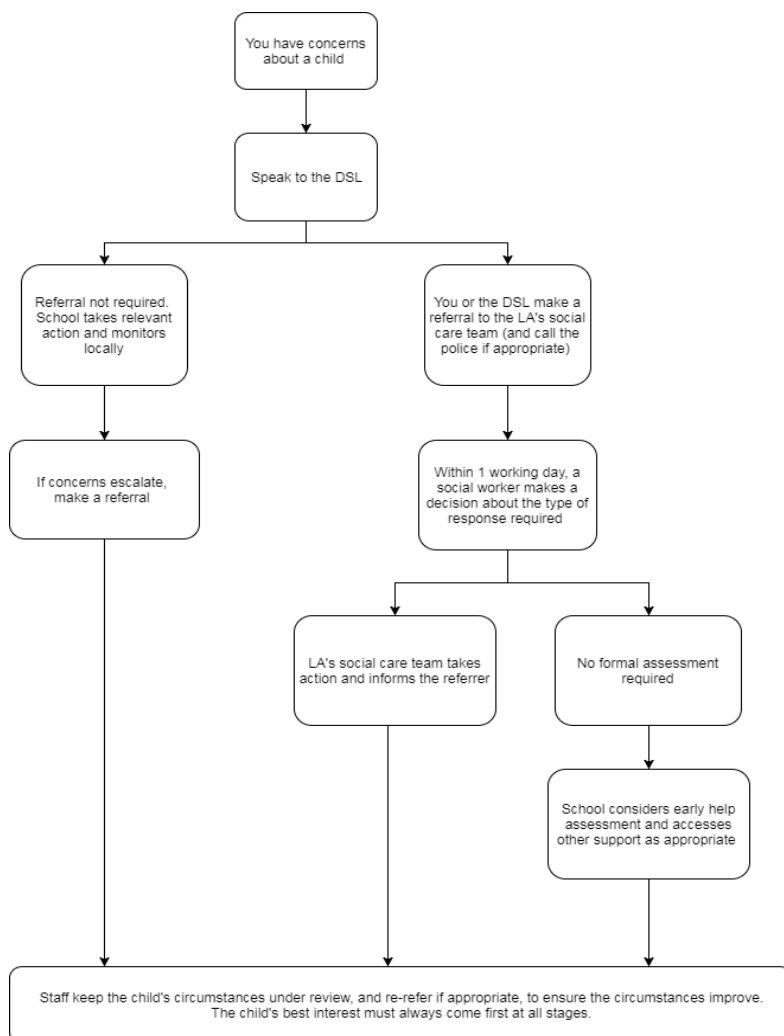 You have concerns
about a child
Speak to the DSL
Referral not required.
School takes relevant
action and monitors
locally
You or the DSL make a
referral to the LA's social
care team (and call the
police if appropriate)
If concerns escalate,
make a referral
Within 1 working day, a
social worker makes a
decision about the type of
response required
LA's social care team takes
action and informs the referrer
No formal assessment
required
School considers early help
assessment and accesses
other support as appropriate
Staff keep the child's circumstances under review, and re-refer if appropriate, to ensure the circumstances improve.
The child's best interest must always come first at all stages.